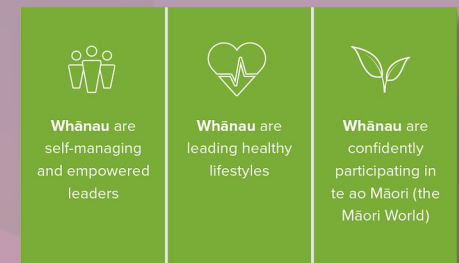 Whānau are
self-managing
and empowered
leaders
Whānau are
leading healthy
lifestyles
Whānau are
confidently
participating in
te ao Māori (the
Māori World)